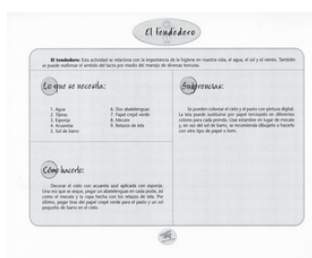 El Tendedero
El tendedero: Esta actividad se relaciona con la importancia de la higiene en nuestra vida, el agua, el sol y el viento. También
se puede reafirmar el sentido del tacto por medio del manejo de diversas texturas.
Lo que se necesita:
1. Agua
2. Tijeras
3. Esponja
4. Acuarelas
5. Sol de barro
6. Dos abatelenguas
7. Papel crepé verde
8. Mecate
9. Retazos de tela
Sugerencias:
Se pueden colorear el cielo y el pasto con pintura digital.
La tela puede sustituirse por papel terciopelo en diferentes
colores para cada prenda. Use estambre en lugar de mecate
y, en vez del sol de barro, se recomienda dibujarlo o hacerlo
con otro tipo de papel o foami.
Cómo hacerlo:
Decorar el cielo con acuarela azul aplicada con esponja.
Una vez que se seque, pegar un abatelenguas en cada poste, así
como el mecate y la ropa hecha con los retazos de tela. Por
último, pegar tiras del papel crepé verde para el pasto y un sol
pequeño de barro en el cielo.